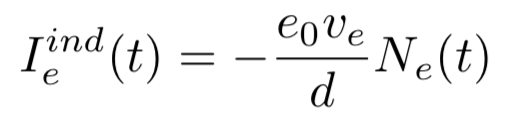 $I_e^{ind}(t) = -\frac{e_0 v_e}{d} N_e(t)$